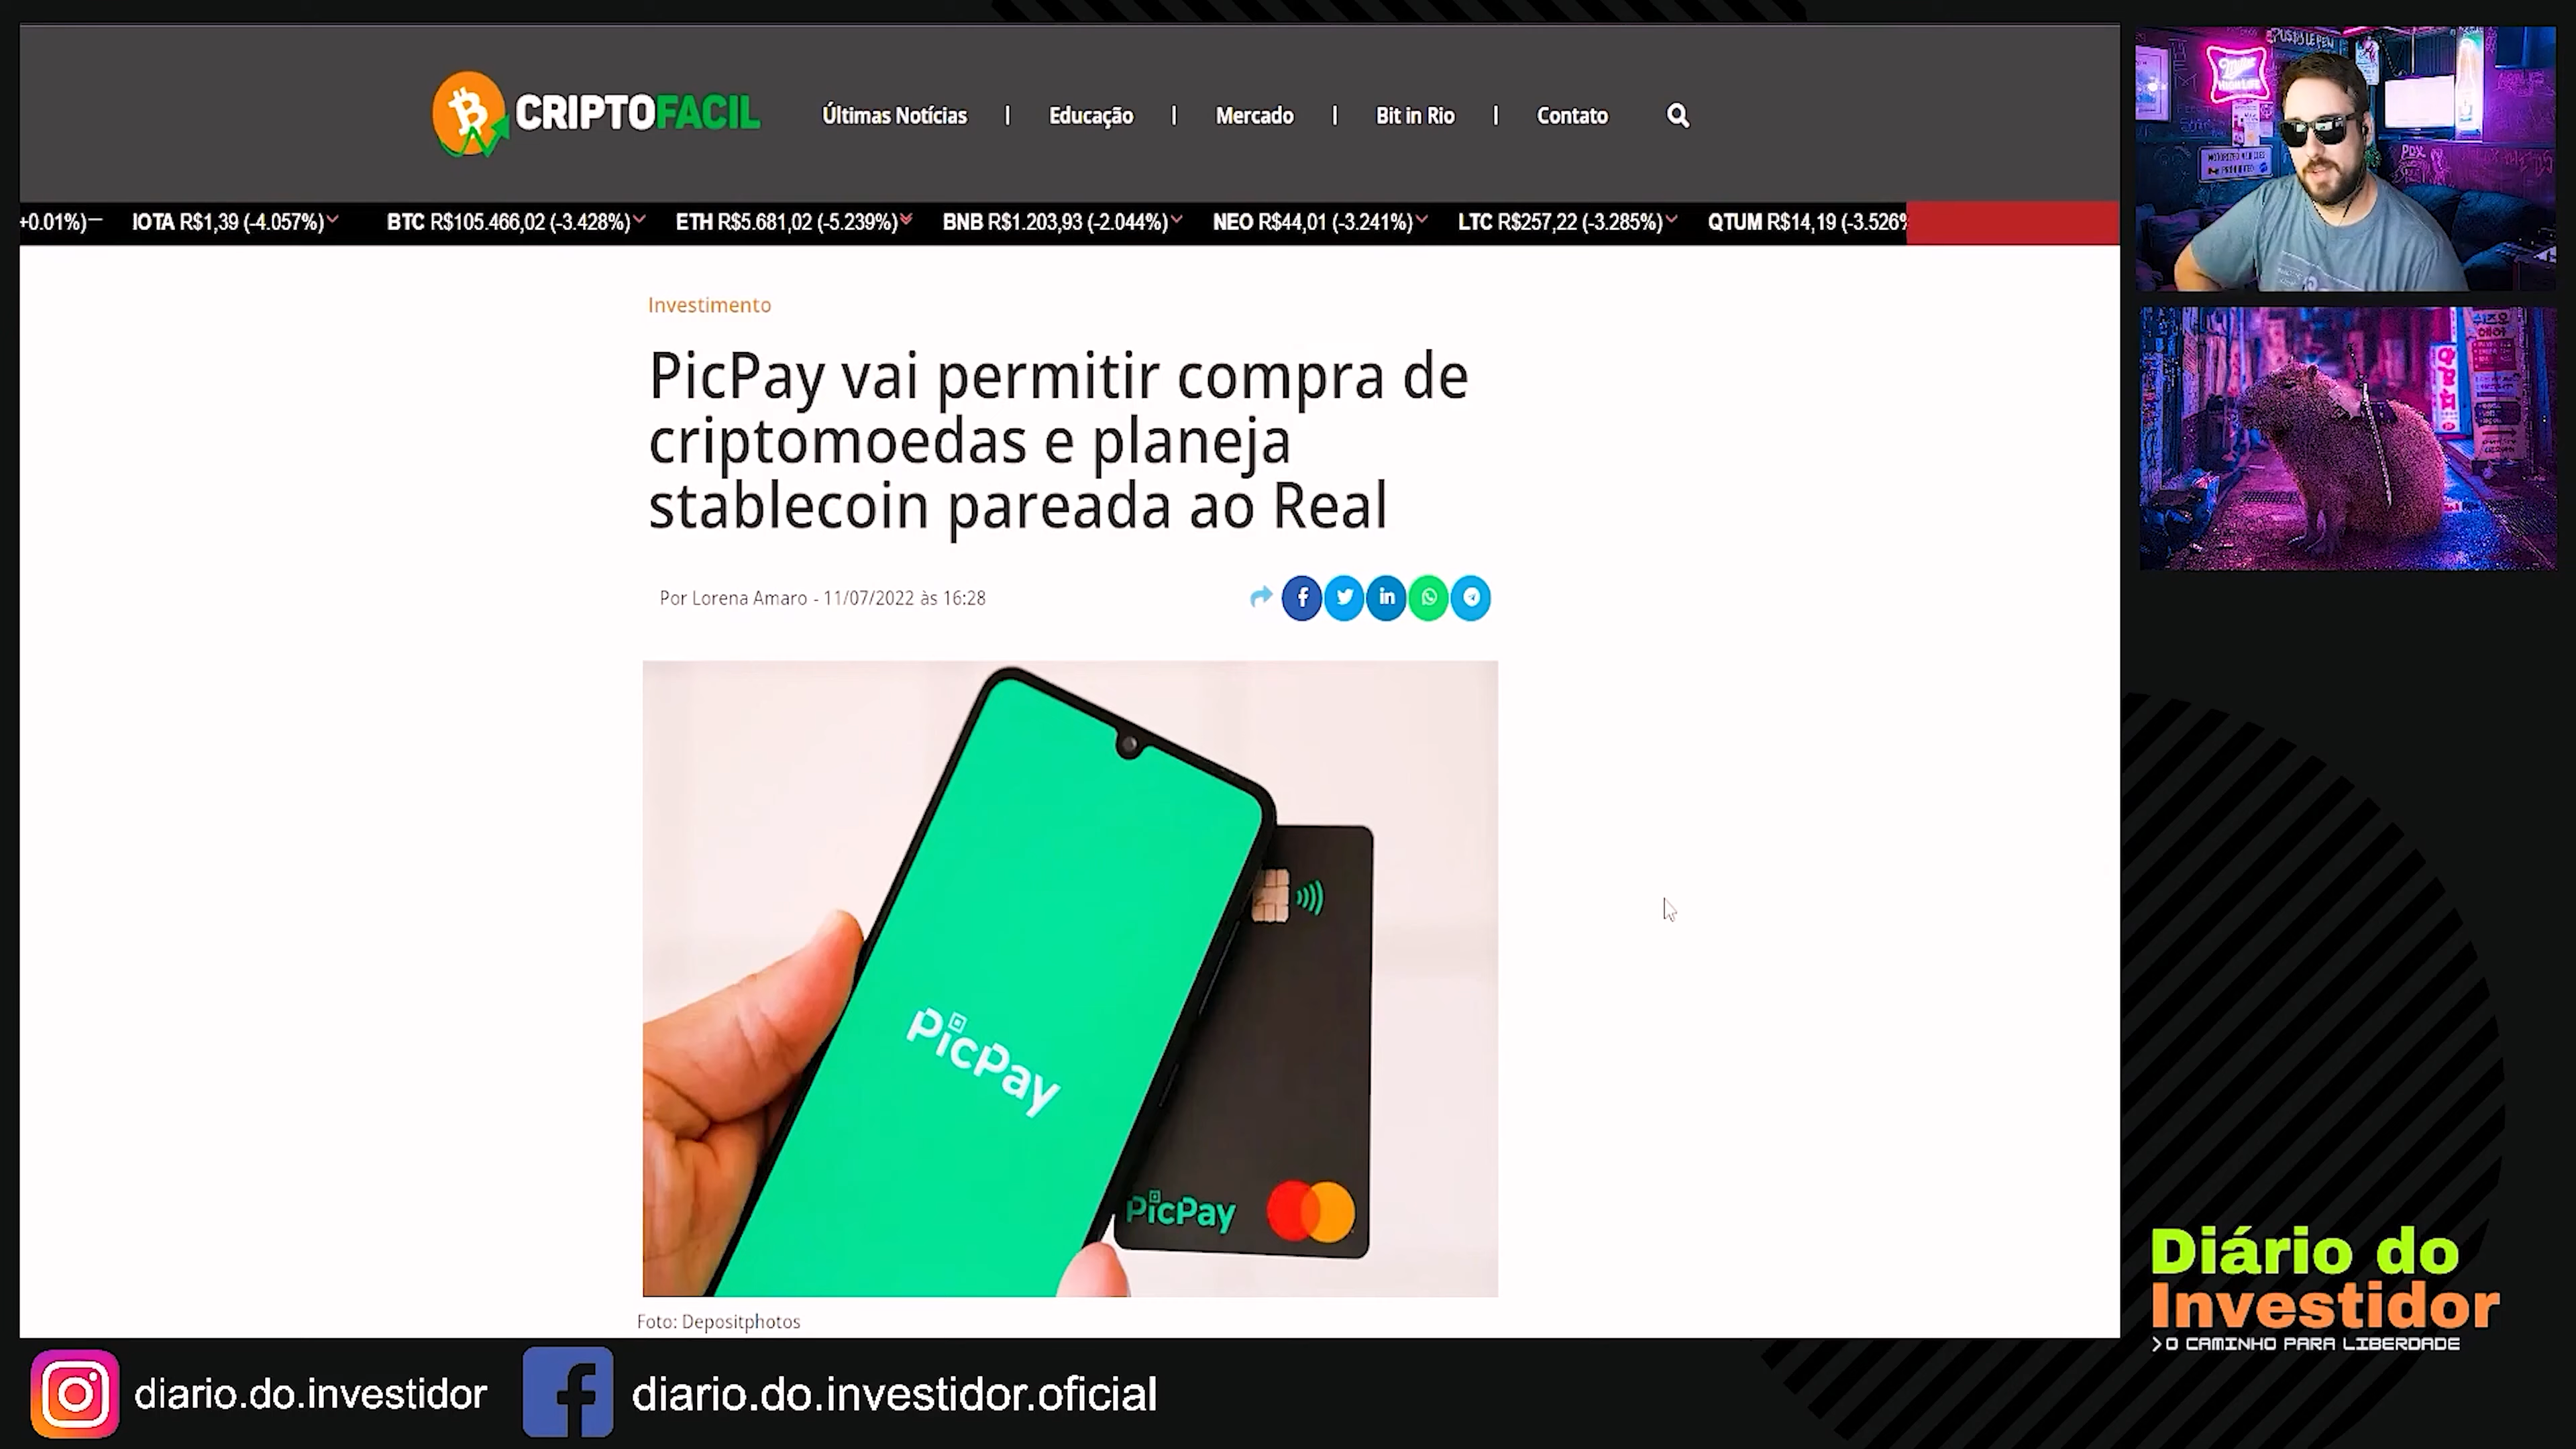 CRIPTOFACIL
Últimas Notícias | Educação | Mercado | Bit in Rio | Contato
+0.01%)— IOTA R$1,39 (-4.057%) BTC R$105.466,02 (-3.428%) ETH R$5.681,02 (-5.239%) BNB R$1.203,93 (-2.044%) NEO R$44,01 (-3.241%) LTC R$257,22 (-3.285%) QTUM R$14,19 (-3.526%
Investimento
PicPay vai permitir compra de
criptomoedas e planeja
stablecoin pareada ao Real
Por Lorena Amaro - 11/07/2022 às 16:28
PicPay
PicPay
Foto: Depositphotos
Diário do
Investidor
>O CAMINHO PARA LIBERDADE
diario.do.investidor
diario.do.investidor.oficial